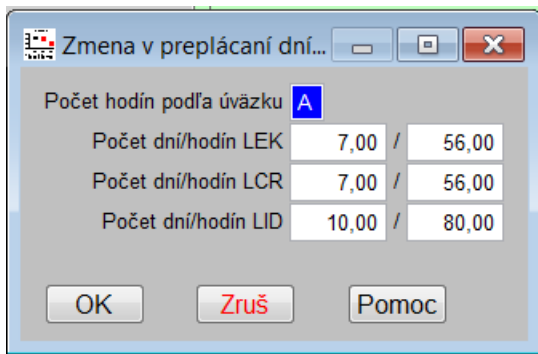 Zmena v preplácaní dní...
Počet hodín podľa úväzku A
Počet dní/hodín LEK 7,00 / 56,00
Počet dní/hodín LCR 7,00 / 56,00
Počet dní/hodín LID 10,00 / 80,00
OK Zruš Pomoc